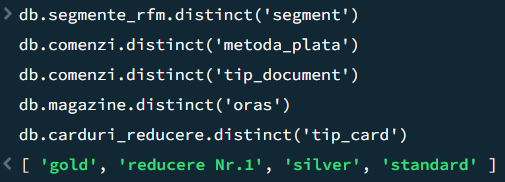 > db.segmente_rfm.distinct('segment')
db.comenzi.distinct('metoda_plata')
db.comenzi.distinct('tip_document')
db.magazine.distinct('oras')
db.carduri_reducere.distinct('tip_card')
< [ 'gold', 'reducere Nr.1', 'silver', 'standard' ]